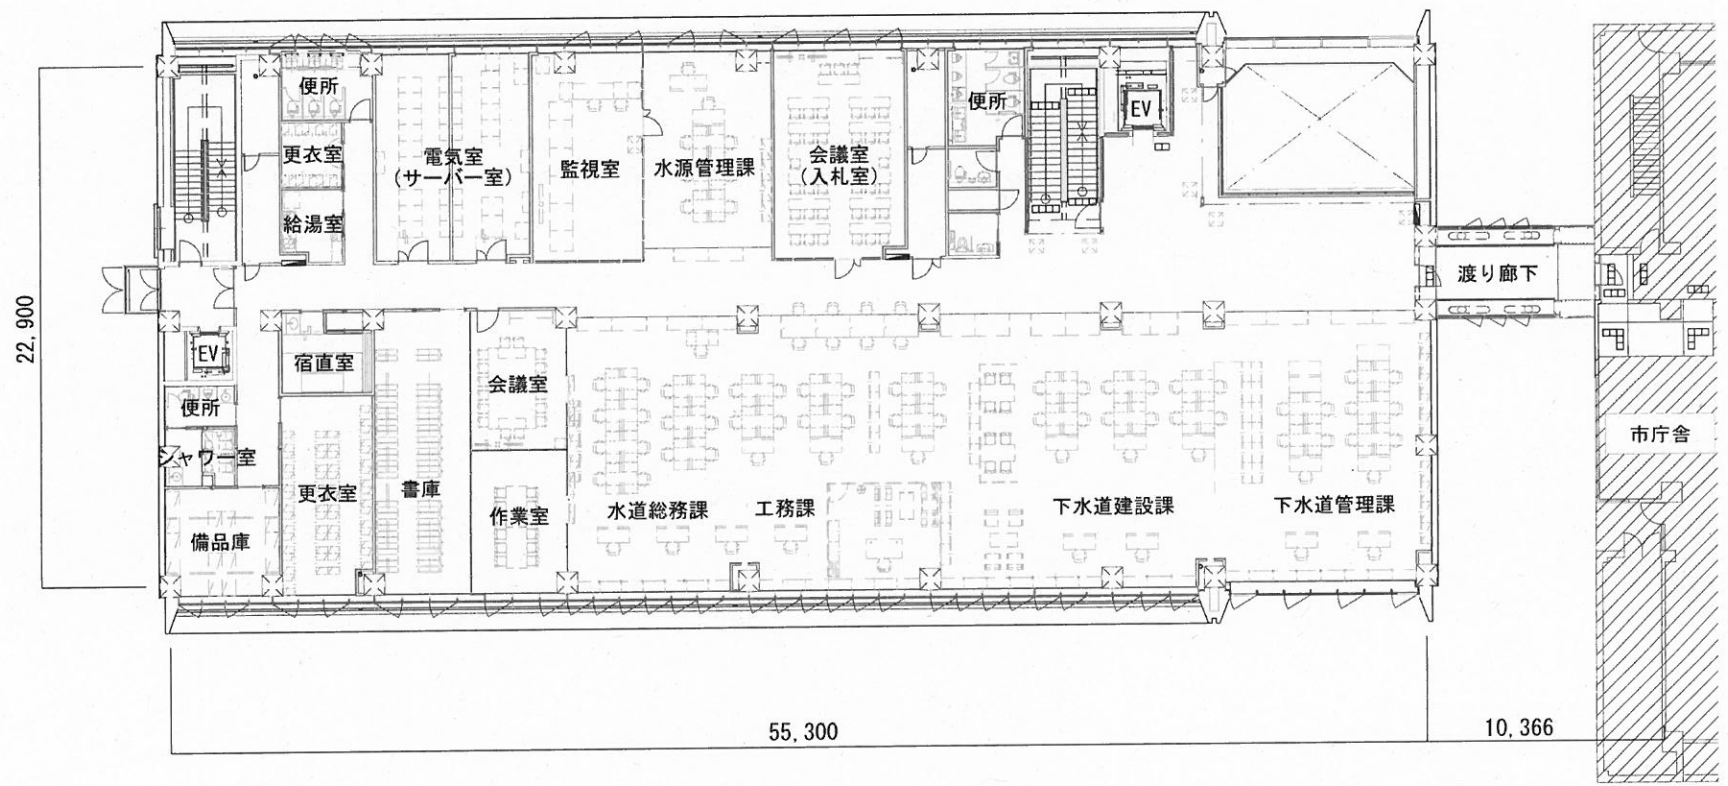 便所
更衣室
給湯室
電気室
(サーバー室)
監視室
水源管理課
会議室
(入札室)
便所
EV
渡り廊下
22,900
EV
便所
シャワー室
備品庫
宿直室
更衣室
書庫
会議室
作業室
水道総務課
工務課
下水道建設課
下水道管理課
市庁舎
55,300
10,366